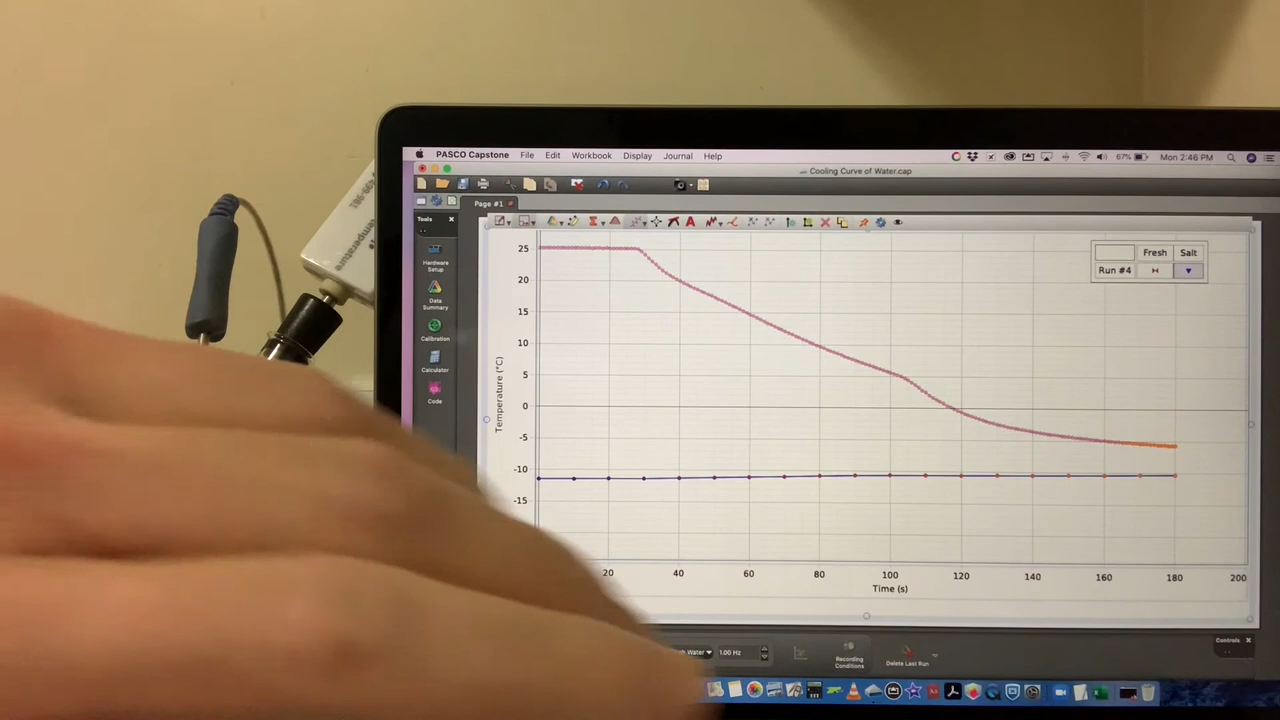 PASCO Capstone File Edit Workbook Display Journal Help 67% Mon 2:46 PM
Cooling Curve of Water.cap
Page #1
Tools
Hardware
Setup
Data
Summary
Calibration
Calculator
Code
Temperature
Fresh Salt
Run #4
Temperature (°C)
25
20
15
10
5
0
-5
-10
-15
20 40 60 80 100 120 140 160 180 200
Time (s)
Water 1.00 Hz
Recording
Conditions
Delete Last Run
Controls